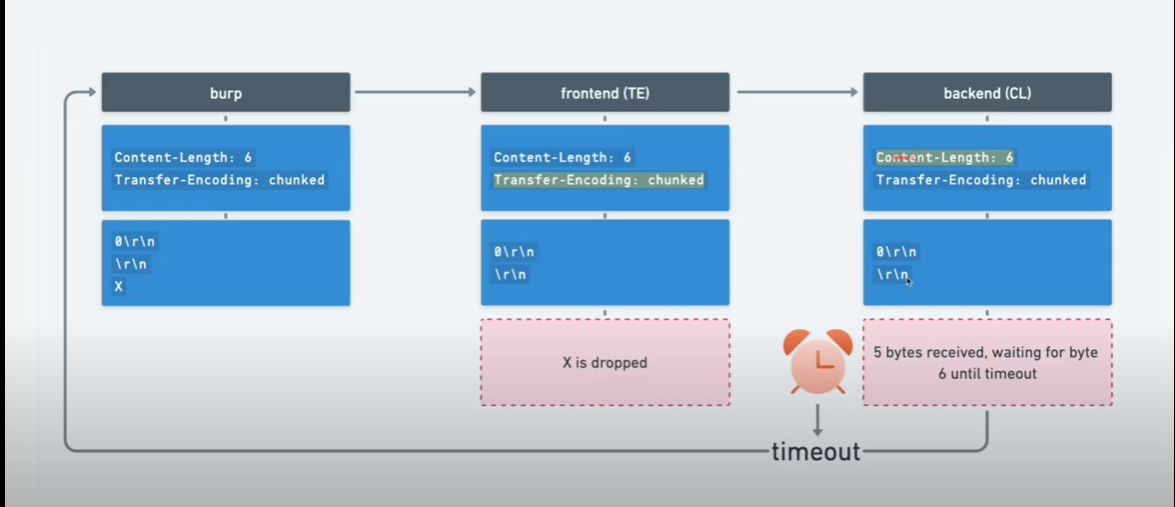 burp
frontend (TE)
backend (CL)
Content-Length: 6
Transfer-Encoding: chunked
Content-Length: 6
Transfer-Encoding: chunked
Content-Length: 6
Transfer-Encoding: chunked
0\r\n
\r\n
X
0\r\n
\r\n
0\r\n
\r\n
X is dropped
5 bytes received, waiting for byte
6 until timeout
timeout